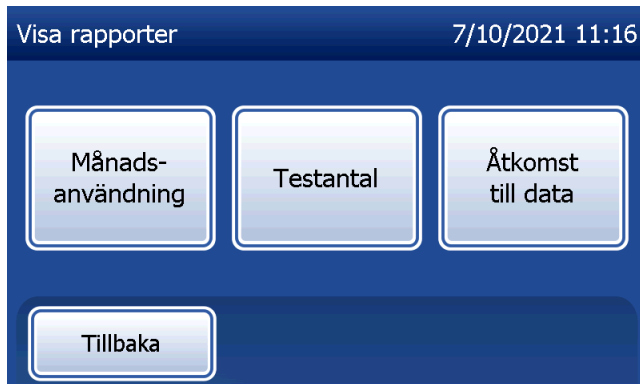 Visa rapporter 7/10/2021 11:16
Månads-
användning
Testantal
Åtkomst
till data
Tillbaka